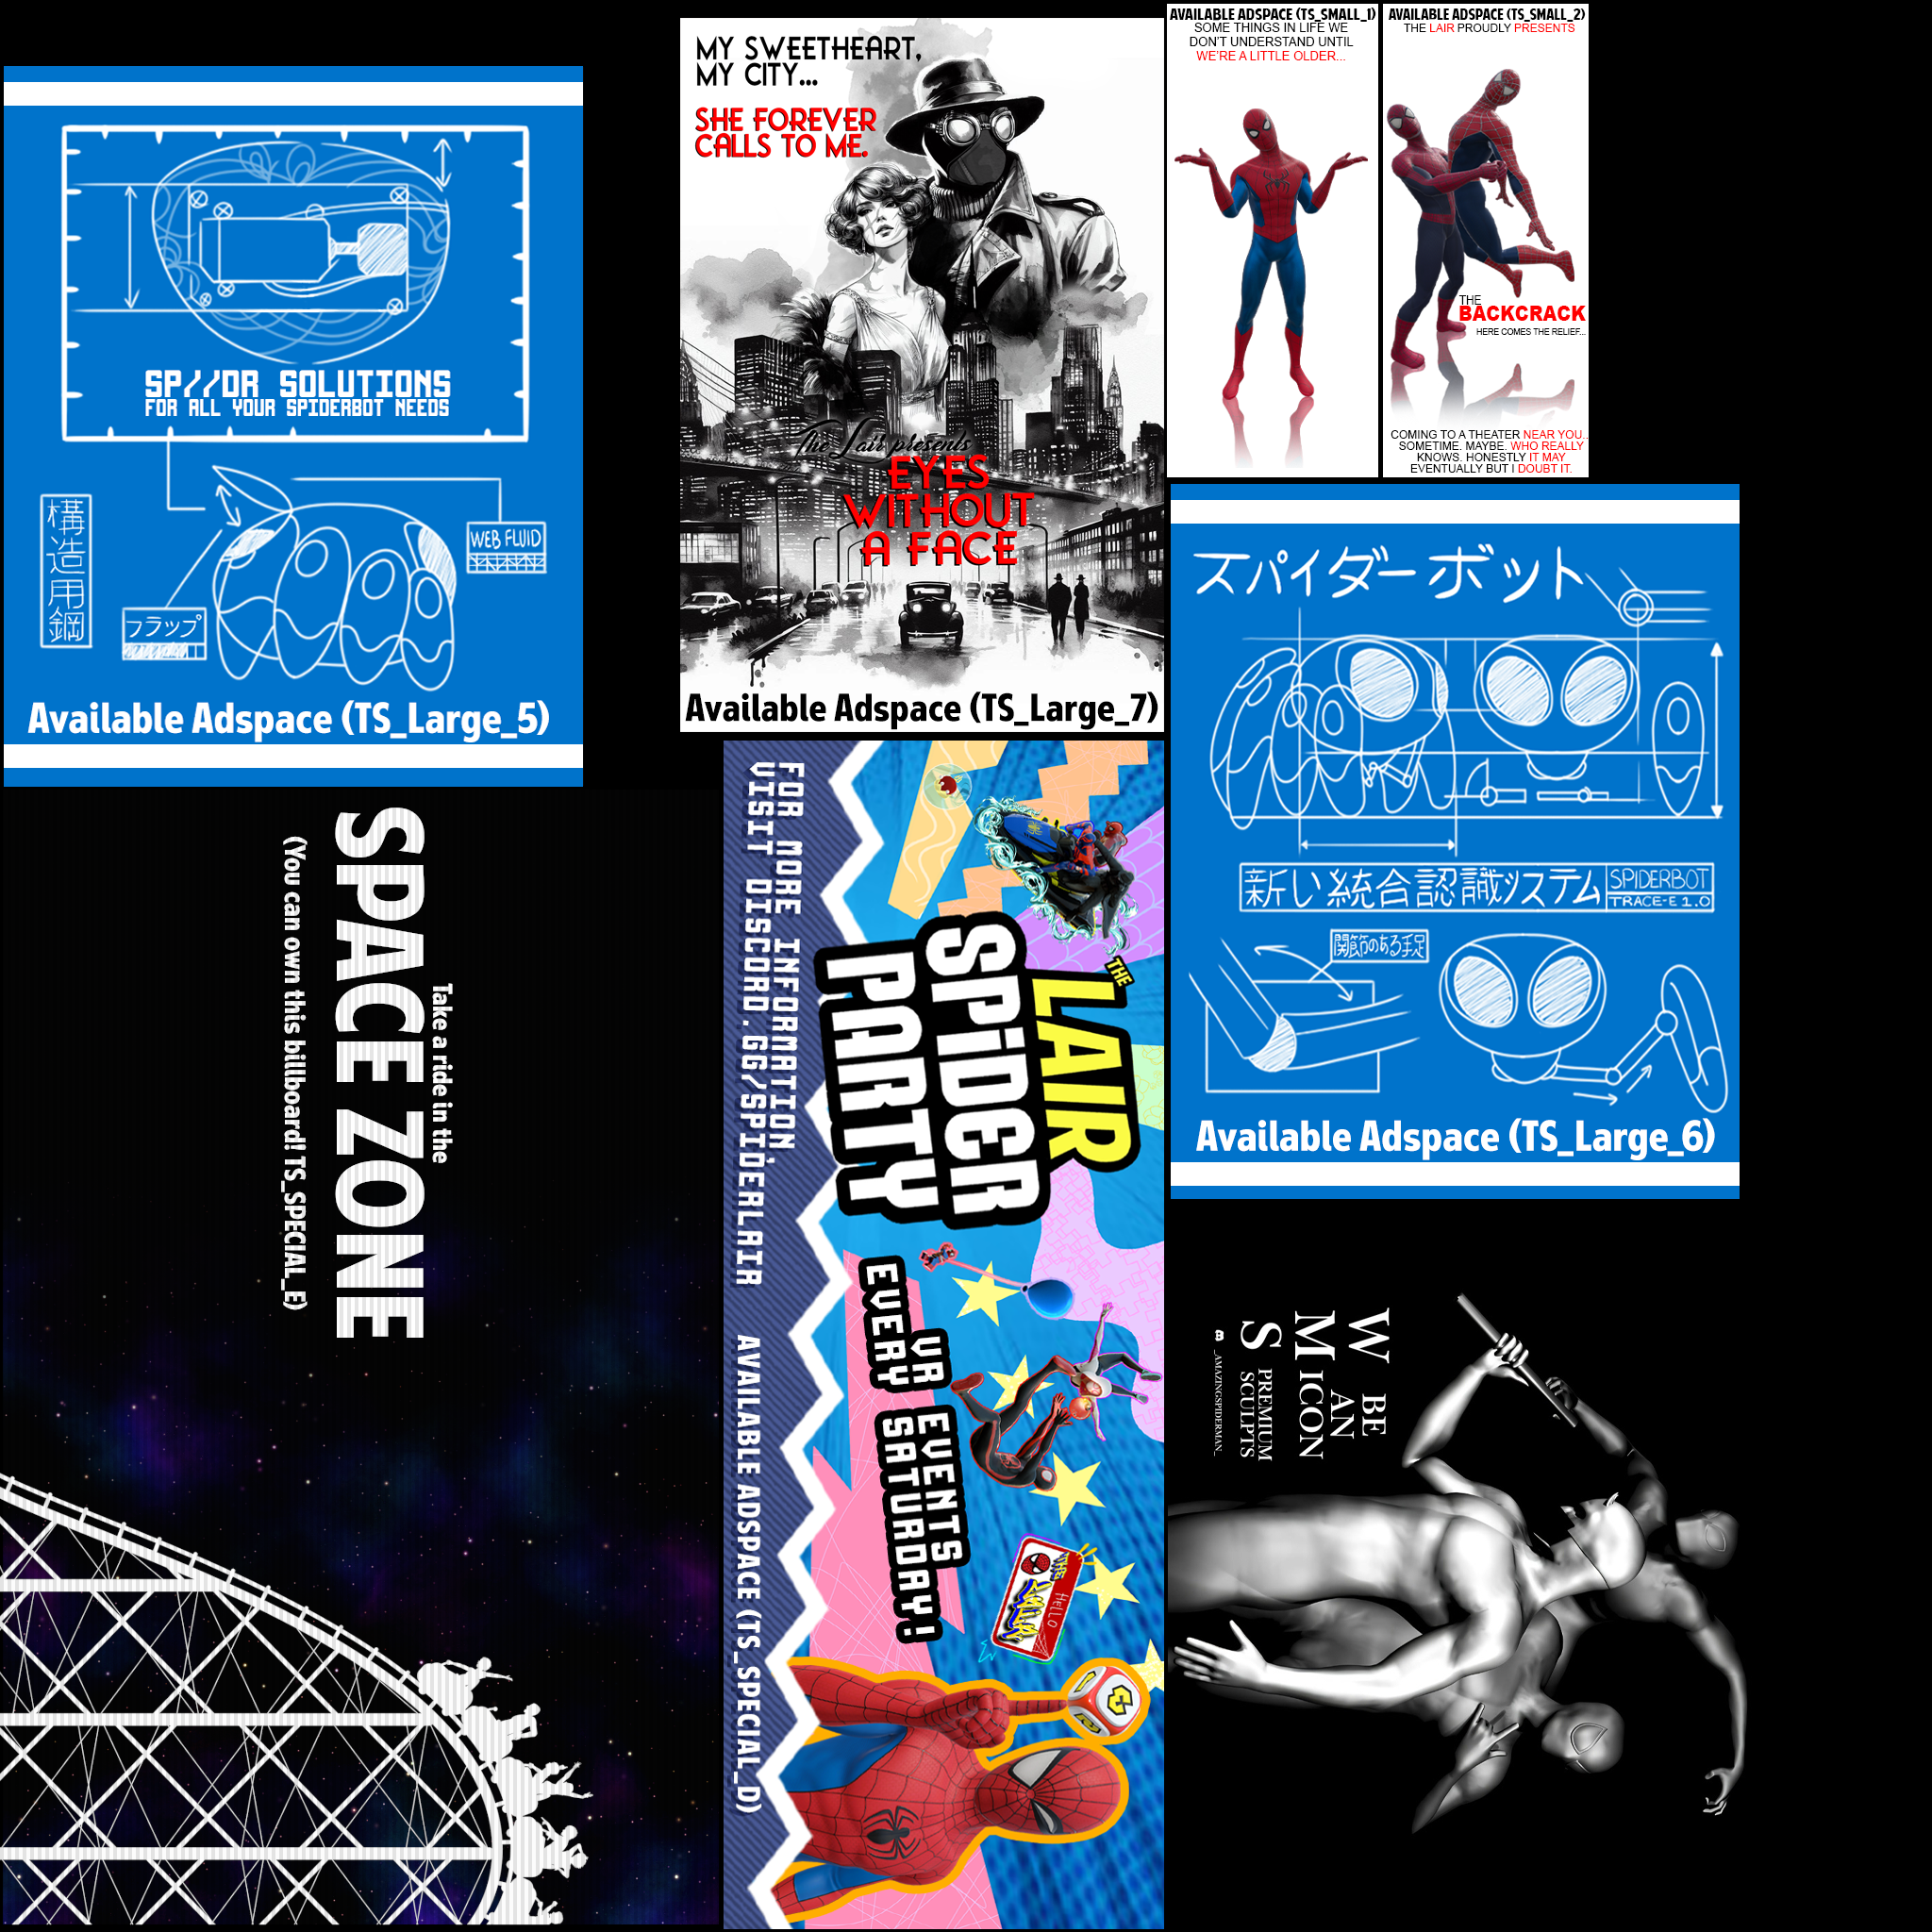 SP//DR SOLUTIONS
FOR ALL YOUR SPIDERBOT NEEDS
構造用鋼
フラップ
WEB FLUID
Available Adspace (TS_Large_5)
MY SWEETHEART,
MY CITY...
SHE FOREVER
CALLS TO ME.
The Lair presents
EYES
WITHOUT
A FACE
Available Adspace (TS_Large_7)
AVAILABLE ADSPACE (TS_SMALL_1)
SOME THINGS IN LIFE WE
DON'T UNDERSTAND UNTIL
WE'RE A LITTLE OLDER...
AVAILABLE ADSPACE (TS_SMALL_2)
THE LAIR PROUDLY PRESENTS
THE
BACKCRACK
HERE COMES THE RELIEF...
COMING TO A THEATER NEAR YOU..
SOMETIME. MAYBE. WHO REALLY
KNOWS. HONESTLY IT MAY
EVENTUALLY BUT I DOUBT IT.
スパイダーボット
新しい統合認識システム
SPIDERBOT
TRACE-E 1.0
関節のある手足
Available Adspace (TS_Large_6)
Take a ride in the
SPACE ZONE
(You can own this billboard! TS_SPECIAL_E)
THE
LAIR
SPiDER
PARTY
VR EVENTS
EVERY SATURDAY!
HELLO
THE LAIR
FOR MORE INFORMATION,
VISIT DISCORD.GG/SPIDERLAIR
AVAILABLE ADSPACE (TS_SPECIAL_D)
W BE
AN
M ICON
S PREMIUM
SCULPTS
_AMAZINGSPIDERMAN_